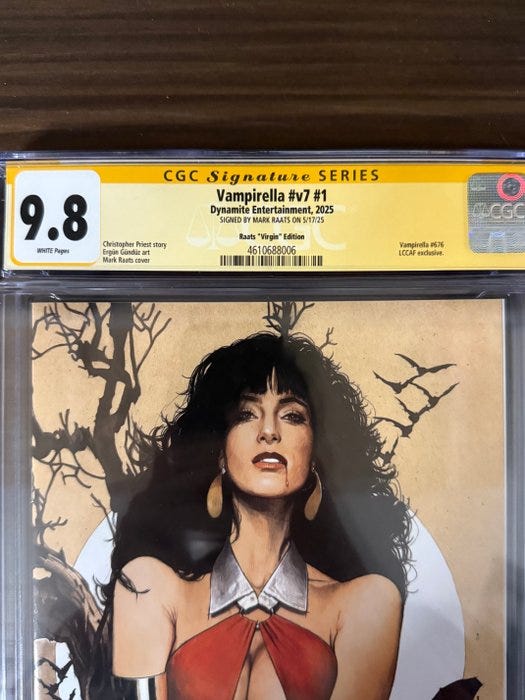 CGC Signature SERIES
9.8
WHITE Pages
Vampirella #v7 #1
Dynamite Entertainment, 2025
SIGNED BY MARK RAATS ON 5/17/25
Raats "Virgin" Edition
4610688006
Christopher Priest story
Ergün Gündüz art
Mark Raats cover
Vampirella #676
LCCAF exclusive.
CGC